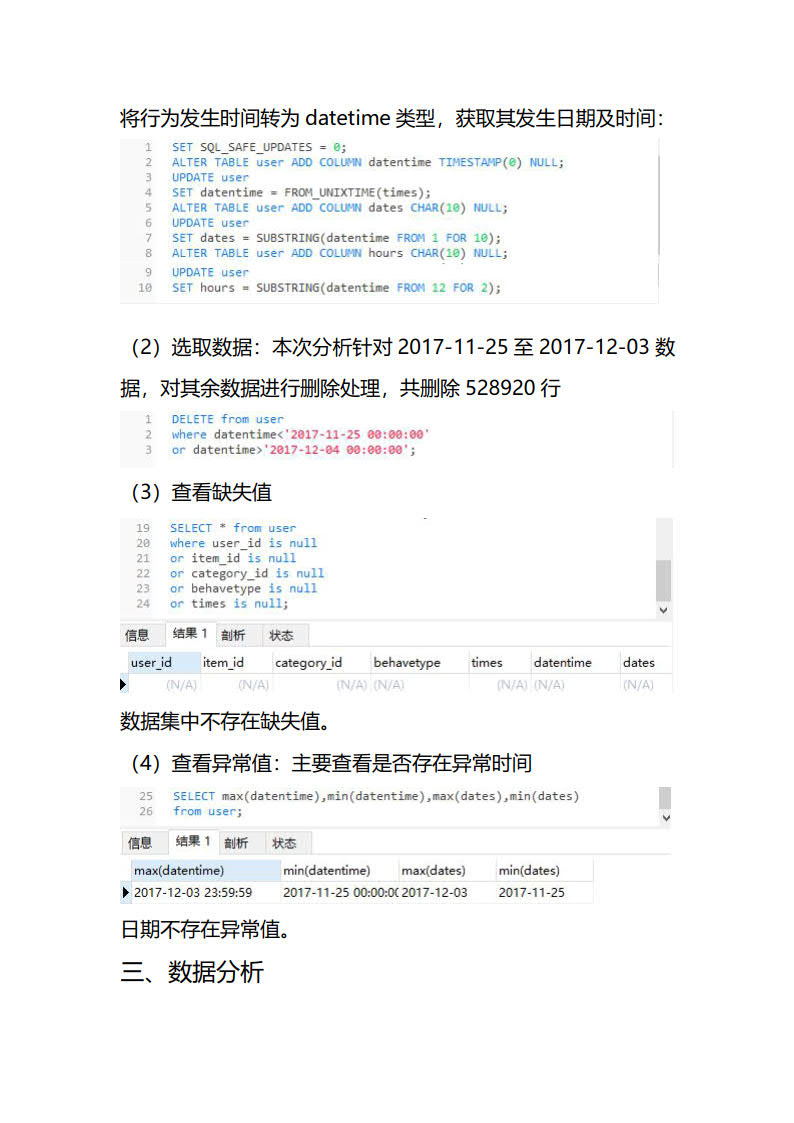 将行为发生时间转为 datetime 类型，获取其发生日期及时间：
1 SET SQL_SAFE_UPDATES = 0;
2 ALTER TABLE user ADD COLUMN datentime TIMESTAMP(0) NULL;
3 UPDATE user
4 SET datentime = FROM_UNIXTIME(times);
5 ALTER TABLE user ADD COLUMN dates CHAR(10) NULL;
6 UPDATE user
7 SET dates = SUBSTRING(datentime FROM 1 FOR 10);
8 ALTER TABLE user ADD COLUMN hours CHAR(10) NULL;
9 UPDATE user
10 SET hours = SUBSTRING(datentime FROM 12 FOR 2);
（2）选取数据：本次分析针对 2017-11-25 至 2017-12-03 数
据，对其余数据进行删除处理，共删除 528920 行
1 DELETE from user
2 where datentime<'2017-11-25 00:00:00'
3 or datentime>'2017-12-04 00:00:00';
（3）查看缺失值
19 SELECT * from user
20 where user_id is null
21 or item_id is null
22 or category_id is null
23 or behavetype is null
24 or times is null;
信息 结果 1 剖析 状态
user_id item_id category_id behavetype times datentime dates
(N/A) (N/A) (N/A) (N/A) (N/A) (N/A) (N/A)
数据集中不存在缺失值。
（4）查看异常值：主要查看是否存在异常时间
25 SELECT max(datentime),min(datentime),max(dates),min(dates)
26 from user;
信息 结果 1 剖析 状态
max(datentime) min(datentime) max(dates) min(dates)
2017-12-03 23:59:59 2017-11-25 00:00:0( 2017-12-03 2017-11-25
日期不存在异常值。
三、数据分析